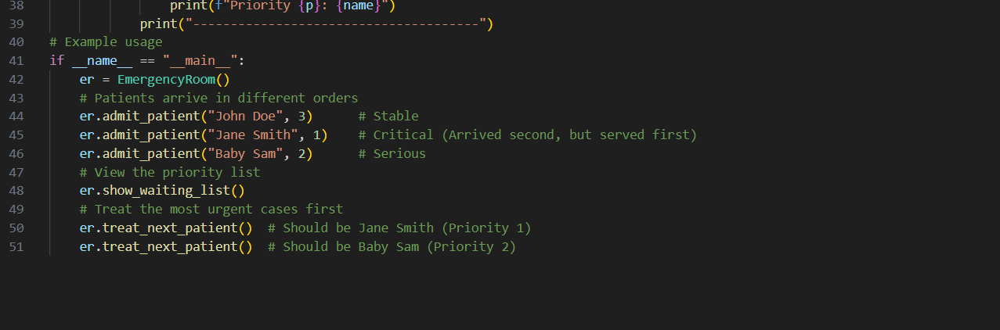 38                print(f"Priority {p}: {name}")
39            print("--------------------------------------")
40 # Example usage
41 if __name__ == "__main__":
42     er = EmergencyRoom()
43     # Patients arrive in different orders
44     er.admit_patient("John Doe", 3)      # Stable
45     er.admit_patient("Jane Smith", 1)    # Critical (Arrived second, but served first)
46     er.admit_patient("Baby Sam", 2)      # Serious
47     # View the priority list
48     er.show_waiting_list()
49     # Treat the most urgent cases first
50     er.treat_next_patient()  # Should be Jane Smith (Priority 1)
51     er.treat_next_patient()  # Should be Baby Sam (Priority 2)